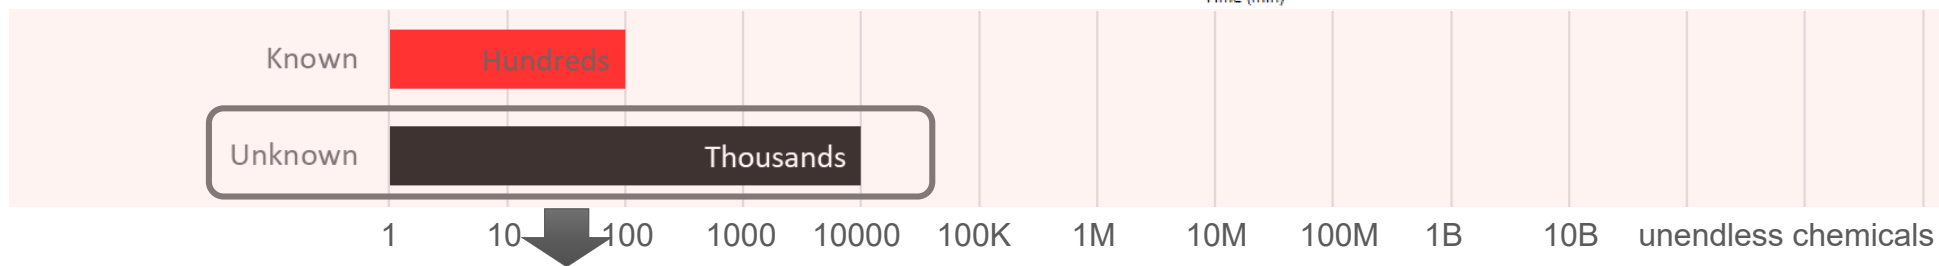 Known
Hundreds
Unknown
Thousands
1 10 100 1000 10000 100K 1M 10M 100M 1B 10B unendless chemicals